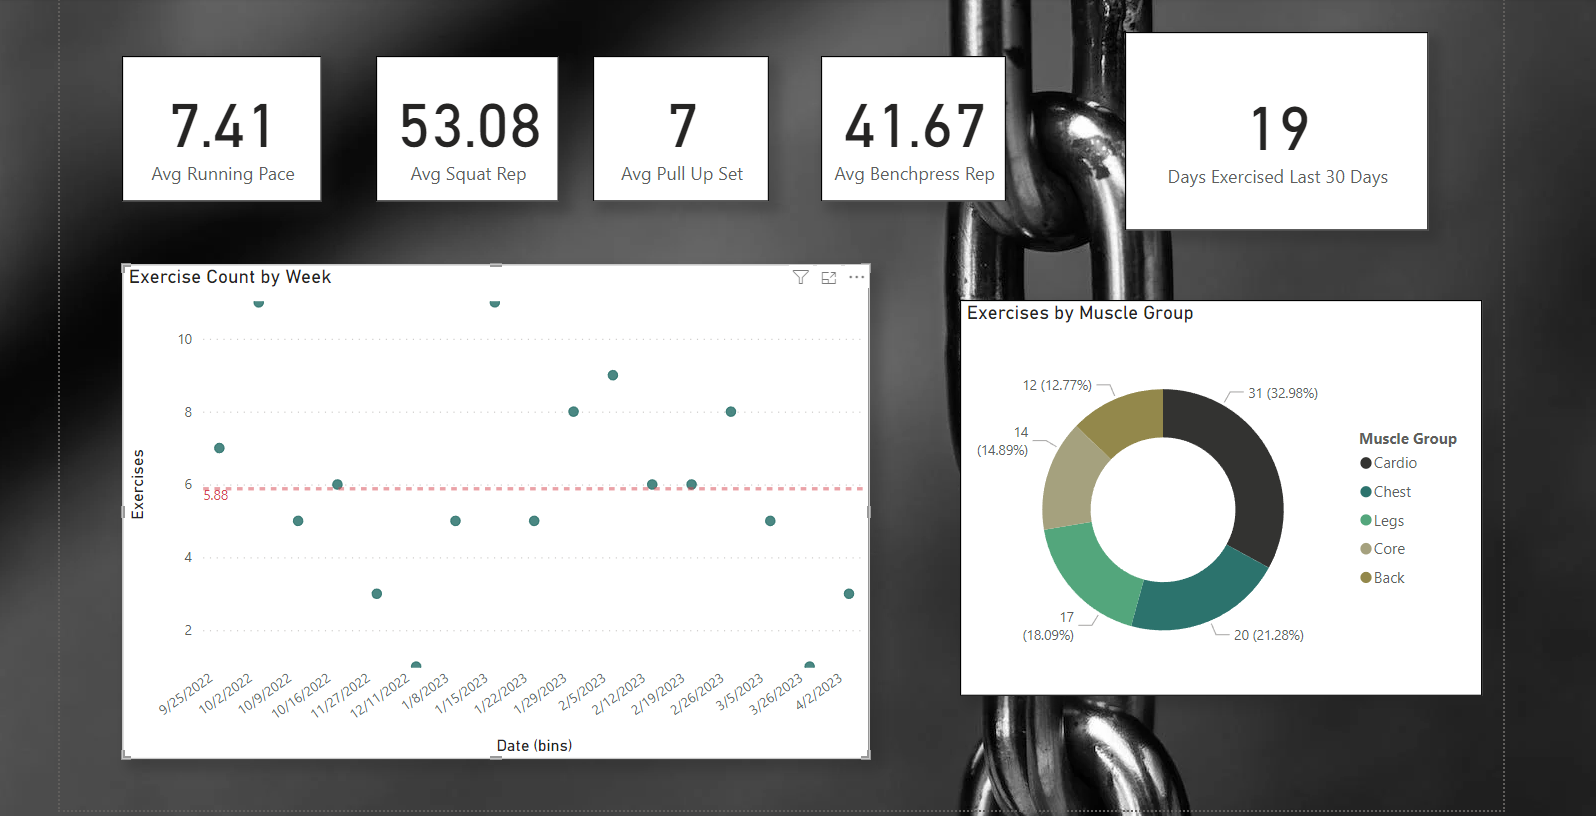 7.41
Avg Running Pace
53.08
Avg Squat Rep
7
Avg Pull Up Set
41.67
Avg Benchpress Rep
19
Days Exercised Last 30 Days
Exercise Count by Week
Exercises
10
8
6
5.88
4
2
9/25/2022
10/2/2022
10/9/2022
10/16/2022
11/27/2022
12/11/2022
1/8/2023
1/15/2023
1/22/2023
1/29/2023
2/5/2023
2/12/2023
2/19/2023
2/26/2023
3/5/2023
3/26/2023
4/2/2023
Date (bins)
Exercises by Muscle Group
12 (12.77%)
31 (32.98%)
14
(14.89%)
17
(18.09%)
20 (21.28%)
Muscle Group
Cardio
Chest
Legs
Core
Back